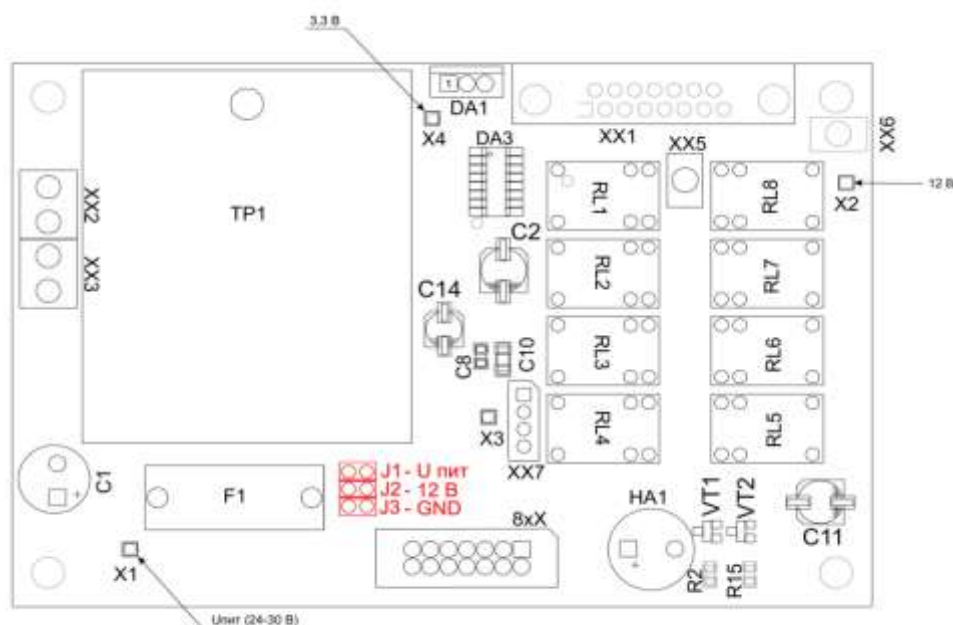 3,3 В
1
DA1
X4
DA3
XX1
XX5
XX6
12 В
X2
RL1
RL8
XX2
TP1
C2
RL2
RL7
XX3
C14
RL3
RL6
C8
C10
X3
RL4
RL5
XX7
C1
+
F1
J1 - U пит
J2 - 12 В
J3 - GND
8xX
HA1
VT1
VT2
+
C11
X1
R2
R15
Uпит (24-30 В)